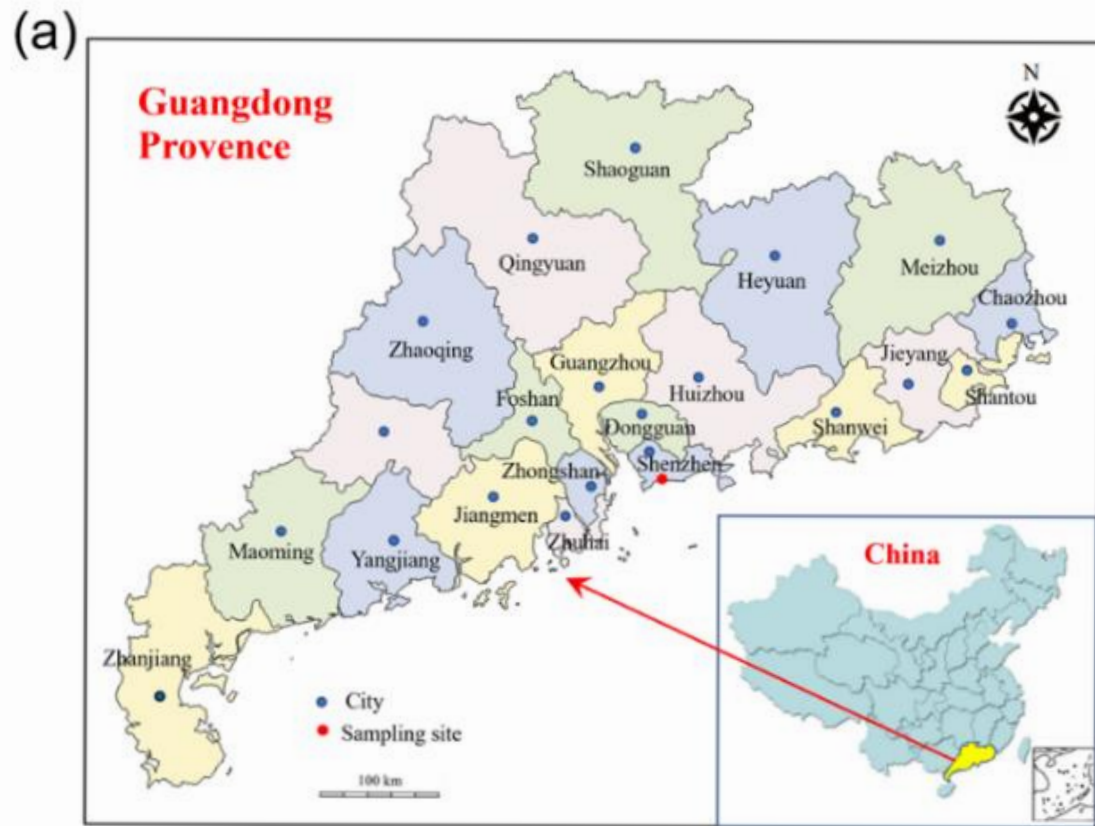 (a)
Guangdong
Provence
N
Shaoguan
Qingyuan
Heyuan
Meizhou
Chaozhou
Zhaoqing
Guangzhou
Jieyang
Huizhou
Foshan
Shantou
Dongguan
Shanwei
Shenzhen
Zhongshan
Jiangmen
Zhuhai
Maoming
Yangjiang
China
Zhanjiang
City
Sampling site
100 km